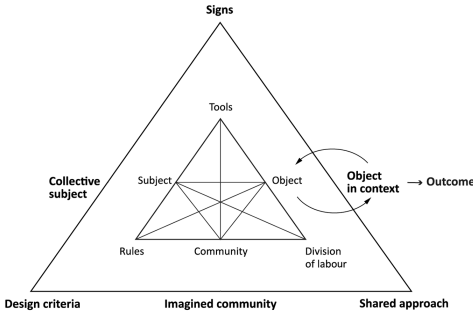 Signs
Tools
Collective
subject
Subject
Object
Object
in context
→ Outcome
Rules
Community
Division
of labour
Design criteria
Imagined community
Shared approach